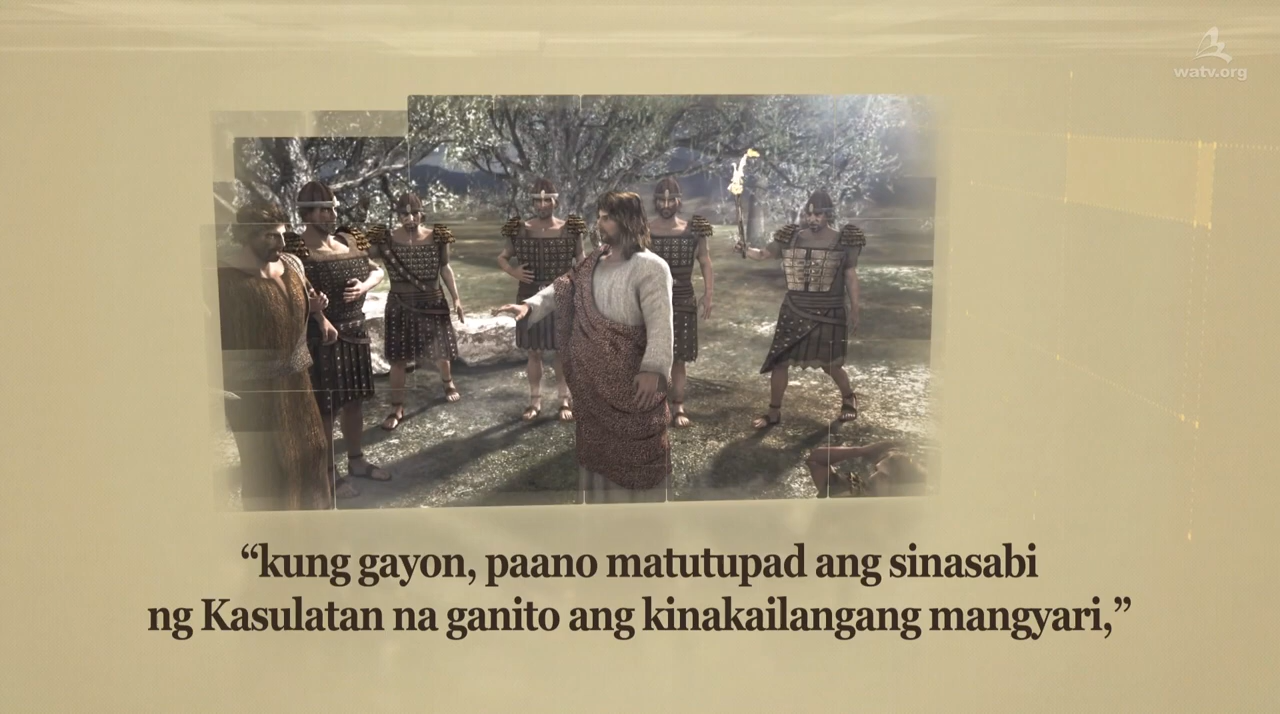 watv.org
“kung gayon, paano matutupad ang sinasabi
ng Kasulatan na ganito ang kinakailangang mangyari,”